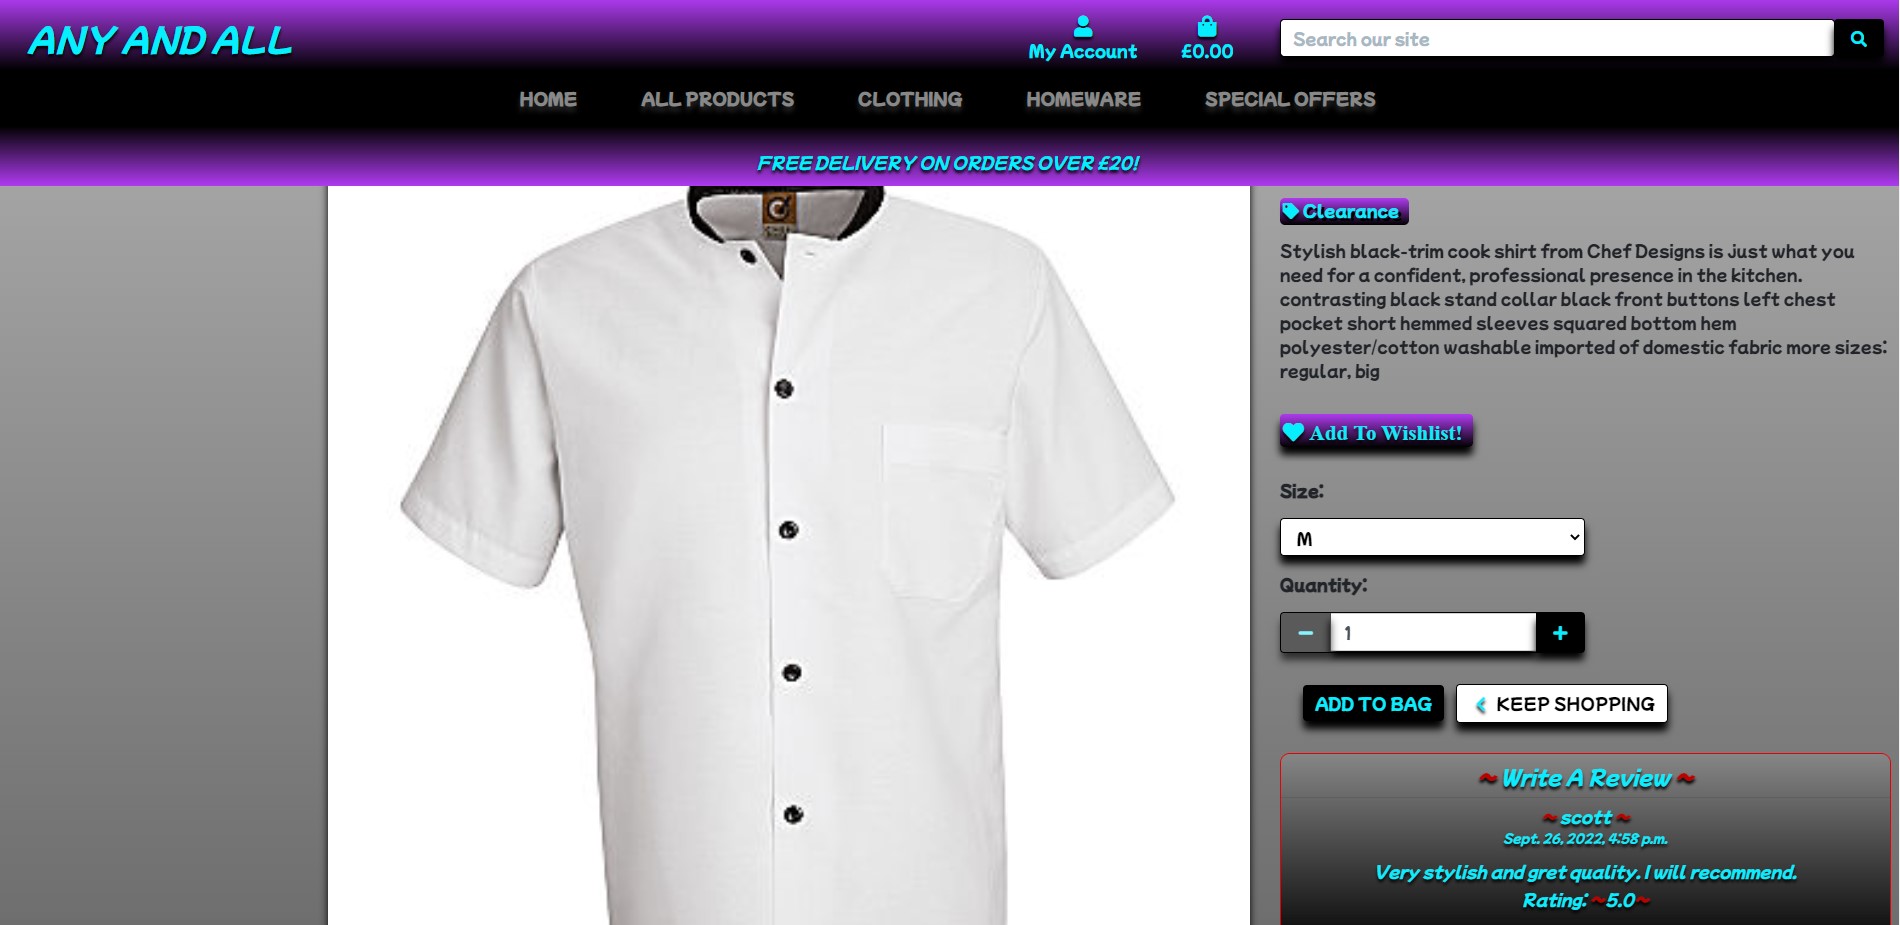 ANY AND ALL
My Account
£0.00
Search our site
HOME
ALL PRODUCTS
CLOTHING
HOMEWARE
SPECIAL OFFERS
FREE DELIVERY ON ORDERS OVER £20!
Clearance
Stylish black-trim cook shirt from Chef Designs is just what you
need for a confident, professional presence in the kitchen.
contrasting black stand collar black front buttons left chest
pocket short hemmed sleeves squared bottom hem
polyester/cotton washable imported of domestic fabric more sizes:
regular, big
Add To Wishlist!
Size:
M
Quantity:
1
ADD TO BAG
KEEP SHOPPING
~ Write A Review ~
~ scott ~
Sept. 26, 2022, 4:58 p.m.
Very stylish and gret quality. I will recommend.
Rating: ~5.0~